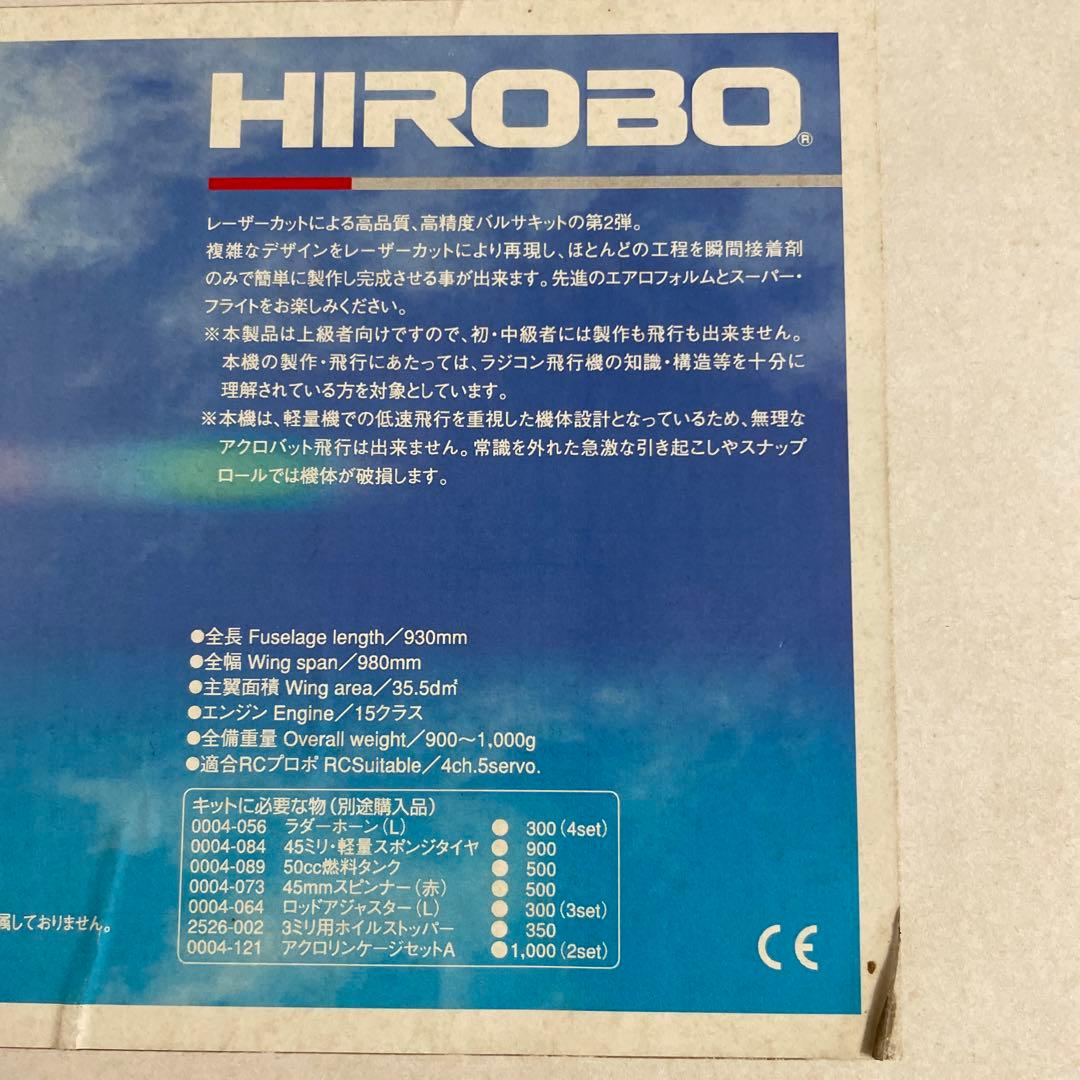 HIROBO®
レーザーカットによる高品質、高精度バルサキットの第2弾。
複雑なデザインをレーザーカットにより再現し、ほとんどの工程を瞬間接着剤
のみで簡単に製作し完成させる事が出来ます。先進のエアロフォルムとスーパー・
フライトをお楽しみください。
※本製品は上級者向けですので、初・中級者には製作も飛行も出来ません。
本機の製作・飛行にあたっては、ラジコン飛行機の知識・構造等を十分に
理解されている方を対象としています。
※本機は、軽量機での低速飛行を重視した機体設計となっているため、無理な
アクロバット飛行は出来ません。常識を外れた急激な引き起こしやスナップ
ロールでは機体が破損します。
●全長 Fuselage length／930mm
●全幅 Wing span／980mm
●主翼面積 Wing area／35.5d㎡
●エンジン Engine／15クラス
●全備重量 Overall weight／900〜1,000g
●適合RCプロポ RCSuitable／4ch.5servo.
キットに必要な物（別途購入品）
0004-056 ラダーホーン（L） ● 300（4set）
0004-084 45ミリ・軽量スポンジタイヤ ● 900
0004-089 50cc燃料タンク ● 500
0004-073 45mmスピンナー（赤） ● 500
0004-064 ロッドアジャスター（L） ● 300（3set）
2526-002 3ミリ用ホイルストッパー ● 350
0004-121 アクロリンケージセットA ●1,000（2set）
属しておりません。
CE